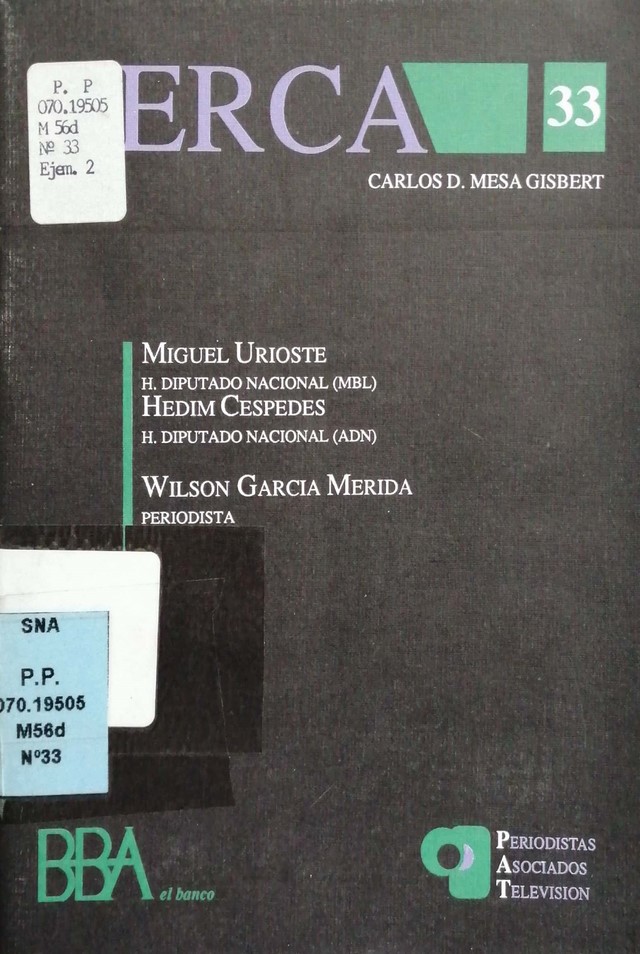 P. P
070.19505
M 56d
Nº 33
Ejem. 2
ERCA
33
CARLOS D. MESA GISBERT
MIGUEL URIOSTE
H. DIPUTADO NACIONAL (MBL)
HEDIM CESPEDES
H. DIPUTADO NACIONAL (ADN)
WILSON GARCIA MERIDA
PERIODISTA
SNA
P.P.
070.19505
M56d
Nº33
BBA el banco
PERIODISTAS
ASOCIADOS
TELEVISION